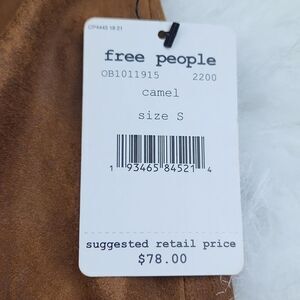 free people
OB1011915 2200
camel
size S
1 93465 84521 4
suggested retail price
$78.00